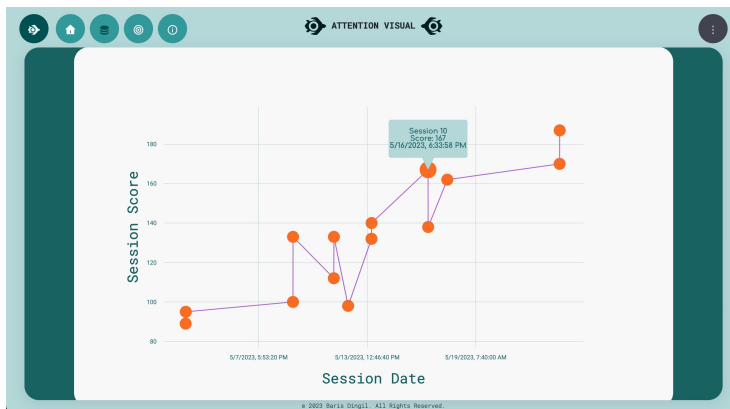 ATTENTION VISUAL
Session 10
Score: 167
5/16/2023, 6:33:58 PM
180
160
140
120
100
80
Session Score
5/7/2023, 5:53:20 PM
5/13/2023, 12:46:40 PM
5/19/2023, 7:40:00 AM
Session Date
© 2023 Baris Dingil. All Rights Reserved.